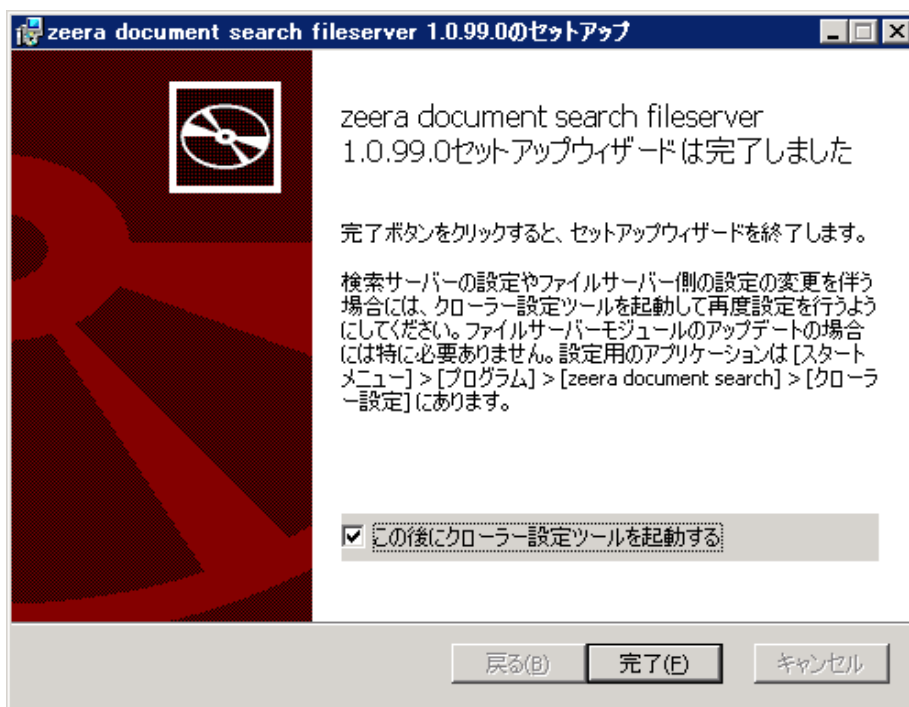 zeera document search fileserver 1.0.99.0のセットアップ
zeera document search fileserver
1.0.99.0セットアップウィザードは完了しました
完了ボタンをクリックすると、セットアップウィザードを終了します。
検索サーバーの設定やファイルサーバー側の設定の変更を伴う
場合には、クローラー設定ツールを起動して再度設定を行うよう
にしてください。ファイルサーバーモジュールのアップデートの場合
には特に必要ありません。設定用のアプリケーションは [スタート
メニュー] > [プログラム] > [zeera document search] > [クローラ
ー設定] にあります。
この後にクローラー設定ツールを起動する
戻る(B)
完了(F)
キャンセル